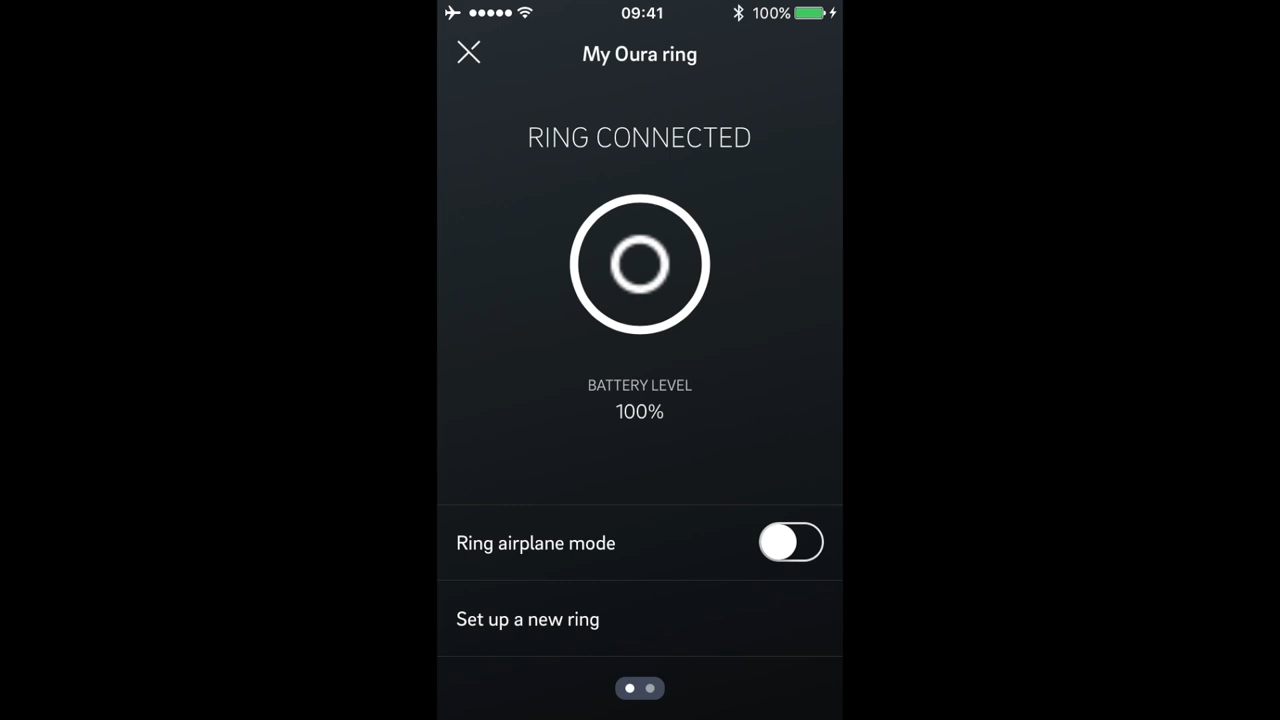 09:41 100%
My Oura ring
RING CONNECTED
BATTERY LEVEL
100%
Ring airplane mode
Set up a new ring